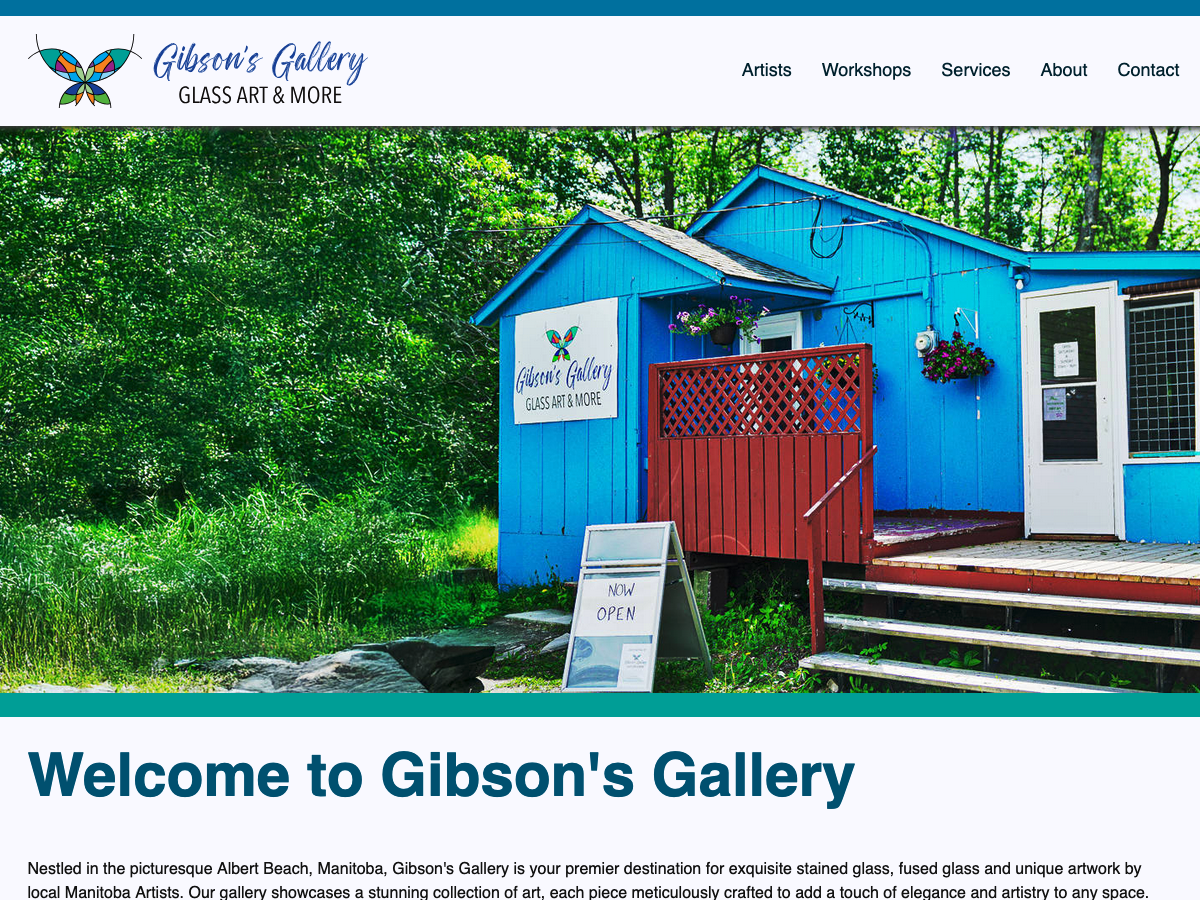 Gibson's Gallery
GLASS ART & MORE
Artists Workshops Services About Contact
Gibson's Gallery
GLASS ART & MORE
NOW
OPEN
Welcome to Gibson's Gallery
Nestled in the picturesque Albert Beach, Manitoba, Gibson's Gallery is your premier destination for exquisite stained glass, fused glass and unique artwork by
local Manitoba Artists. Our gallery showcases a stunning collection of art, each piece meticulously crafted to add a touch of elegance and artistry to any space.